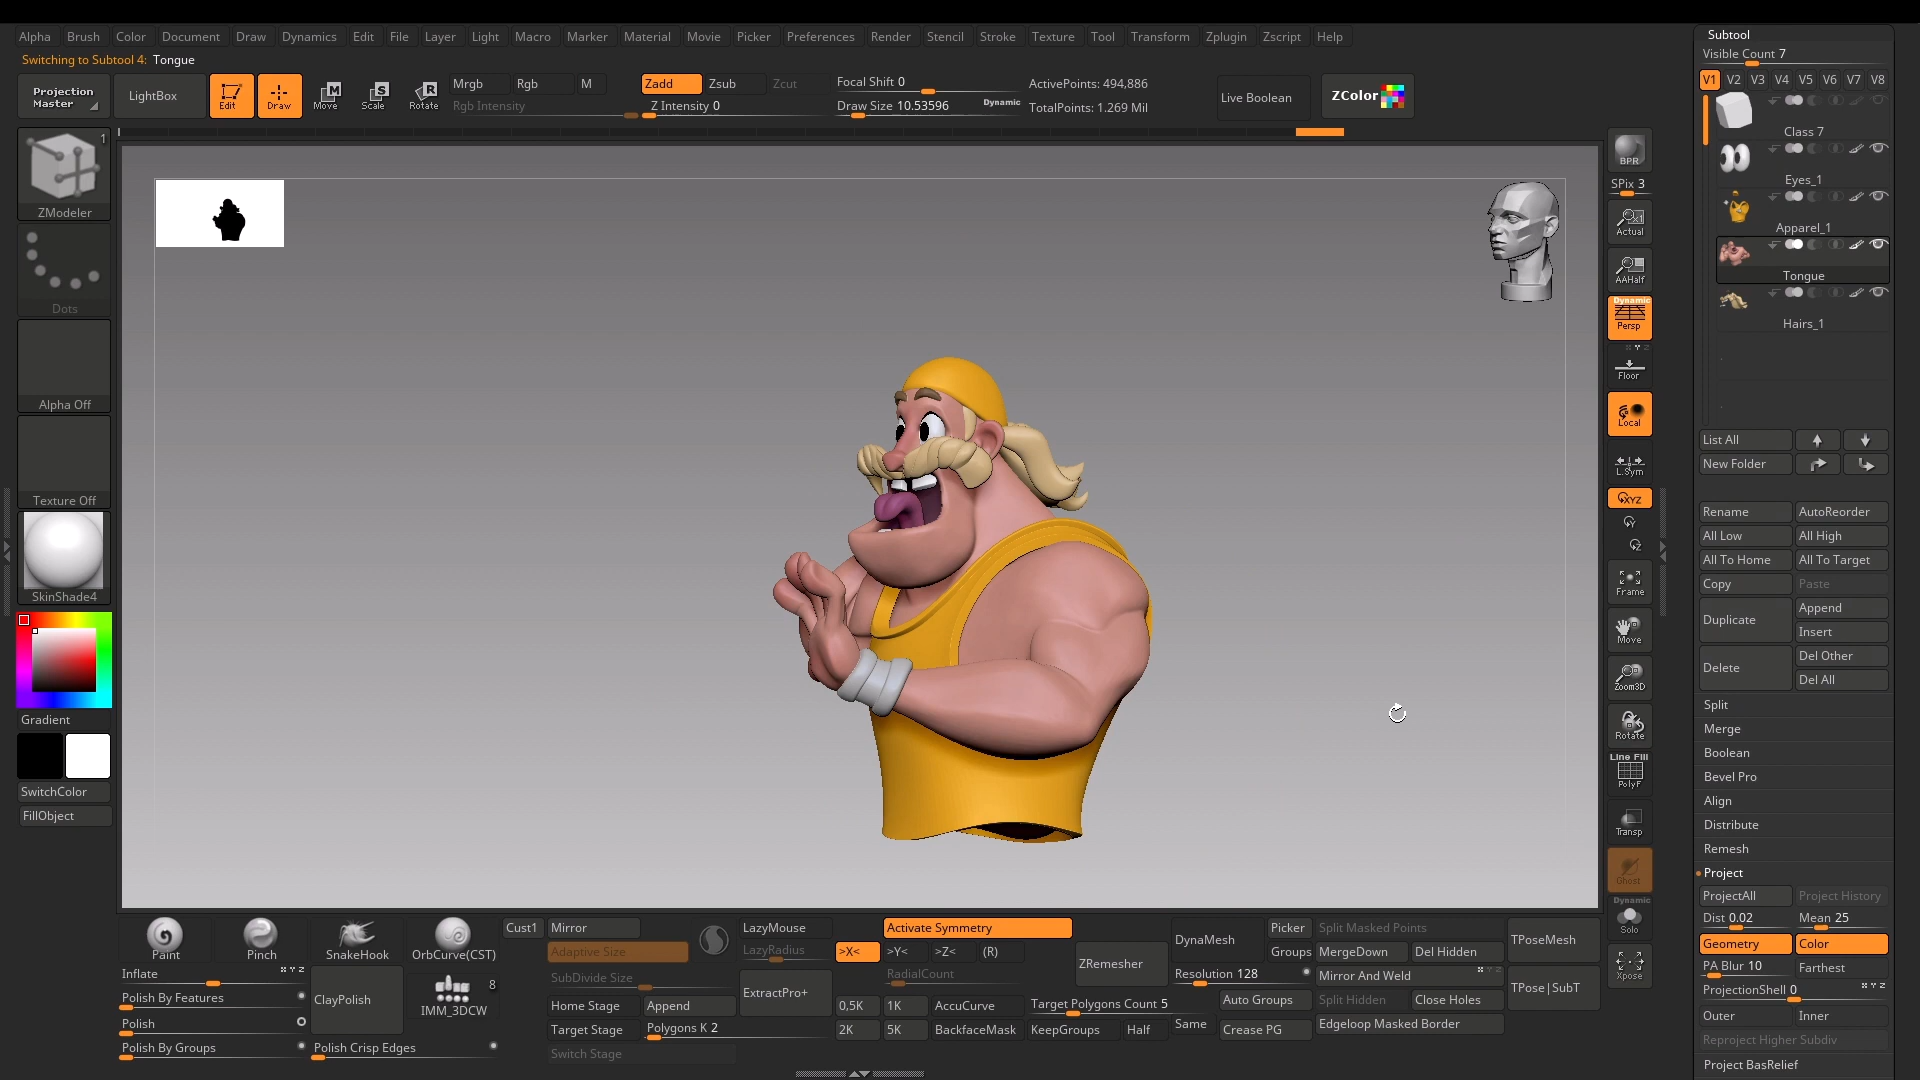 Alpha Brush Color Document Draw Dynamics Edit File Layer Light Macro Marker Material Movie Picker Preferences Render Stencil Stroke Texture Tool Transform Zplugin Zscript Help
Switching to Subtool 4: Tongue
Projection Master
LightBox
Edit
Draw
Move
Scale
Rotate
Mrgb Rgb M
Rgb Intensity
Zadd Zsub Zcut
Z Intensity 0
Focal Shift 0
Draw Size 10.53596 Dynamic
ActivePoints: 494,886
TotalPoints: 1.269 Mil
Live Boolean
ZColor
1
ZModeler
Dots
Alpha Off
Texture Off
SkinShade4
Gradient
SwitchColor
FillObject
BPR
SPix 3
Actual
AAHalf
Dynamic
Persp
Floor
Local
L.Sym
XYZ
Y
Z
Frame
Move
Zoom3D
Rotate
Line Fill
PolyF
Transp
Ghost
Dynamic
Solo
Xpose
Subtool
Visible Count 7
V1 V2 V3 V4 V5 V6 V7 V8
Class 7
Eyes_1
Apparel_1
Tongue
Hairs_1
List All
New Folder
Rename AutoReorder
All Low All High
All To Home All To Target
Copy Paste
Duplicate Append
Insert
Delete Del Other
Del All
Split
Merge
Boolean
Bevel Pro
Align
Distribute
Remesh
Project
ProjectAll Project History
Dist 0.02 Mean 25
Geometry Color
PA Blur 10 Farthest
ProjectionShell 0
Outer Inner
Reproject Higher Subdiv
Project BasRelief
Paint
Pinch
SnakeHook
OrbCurve(CST)
Inflate
Polish By Features
Polish
Polish By Groups
ClayPolish
8
IMM_3DCW
Polish Crisp Edges
Cust1 Mirror
Adaptive Size
SubDivide Size
Home Stage Append
Target Stage Polygons K 2
Switch Stage
LazyMouse
LazyRadius
ExtractPro+
Activate Symmetry
>X< >Y< >Z< (R)
RadialCount
0,5K 1K AccuCurve
2K 5K BackfaceMask
ZRemesher
Target Polygons Count 5
KeepGroups Half Same
DynaMesh
Resolution 128
Auto Groups
Crease PG
Picker Split Masked Points
Groups MergeDown Del Hidden
Mirror And Weld
Split Hidden Close Holes
Edgeloop Masked Border
TPoseMesh
TPose|SubT